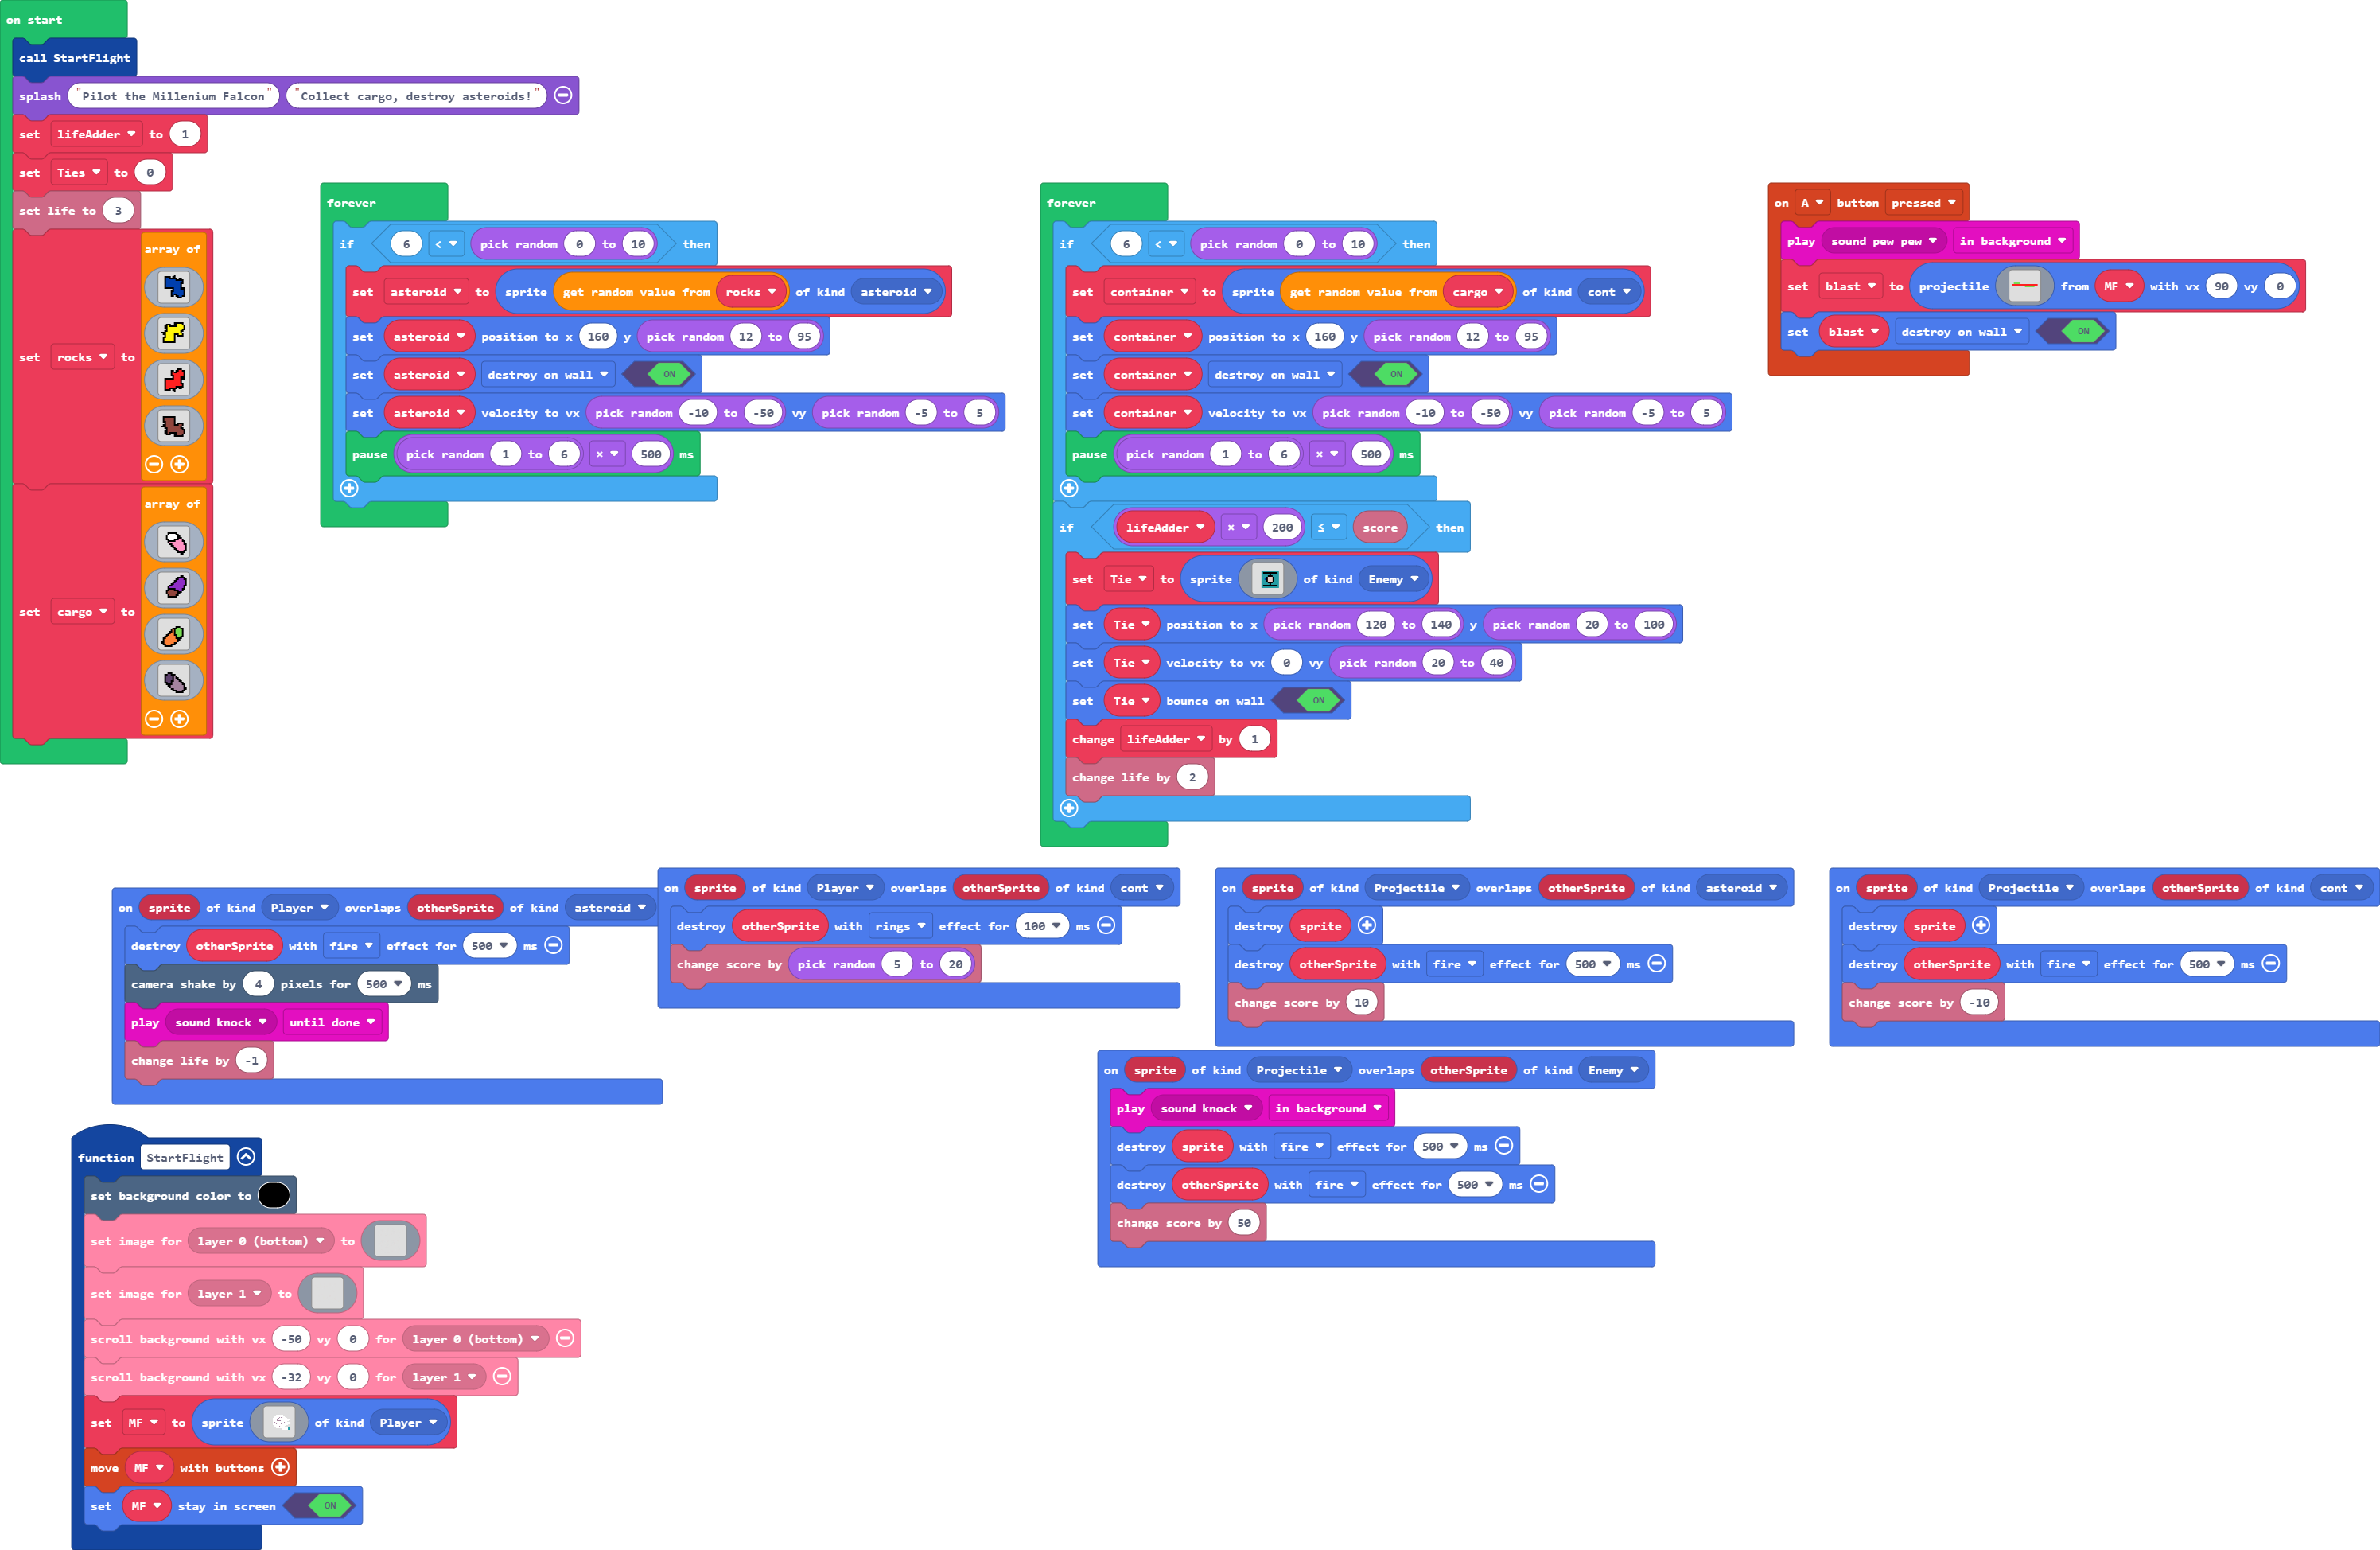 on start
call StartFlight
splash "Pilot the Millenium Falcon" "Collect cargo, destroy asteroids!"
set lifeAdder to 1
set Ties to 0
set life to 3
set rocks to array of
set cargo to array of
forever
if 6 < pick random 0 to 10 then
set asteroid to sprite get random value from rocks of kind asteroid
set asteroid position to x 160 y pick random 12 to 95
set asteroid destroy on wall ON
set asteroid velocity to vx pick random -10 to -50 vy pick random -5 to 5
pause pick random 1 to 6 × 500 ms
forever
if 6 < pick random 0 to 10 then
set container to sprite get random value from cargo of kind cont
set container position to x 160 y pick random 12 to 95
set container destroy on wall ON
set container velocity to vx pick random -10 to -50 vy pick random -5 to 5
pause pick random 1 to 6 × 500 ms
if lifeAdder × 200 ≤ score then
set Tie to sprite of kind Enemy
set Tie position to x pick random 120 to 140 y pick random 20 to 100
set Tie velocity to vx 0 vy pick random 20 to 40
set Tie bounce on wall ON
change lifeAdder by 1
change life by 2
on A button pressed
play sound pew pew in background
set blast to projectile from MF with vx 90 vy 0
set blast destroy on wall ON
on sprite of kind Player overlaps otherSprite of kind asteroid
destroy otherSprite with fire effect for 500 ms
camera shake by 4 pixels for 500 ms
play sound knock until done
change life by -1
on sprite of kind Player overlaps otherSprite of kind cont
destroy otherSprite with rings effect for 100 ms
change score by pick random 5 to 20
on sprite of kind Projectile overlaps otherSprite of kind asteroid
destroy sprite
destroy otherSprite with fire effect for 500 ms
change score by 10
on sprite of kind Projectile overlaps otherSprite of kind cont
destroy sprite
destroy otherSprite with fire effect for 500 ms
change score by -10
on sprite of kind Projectile overlaps otherSprite of kind Enemy
play sound knock in background
destroy sprite with fire effect for 500 ms
destroy otherSprite with fire effect for 500 ms
change score by 50
function StartFlight
set background color to
set image for layer 0 (bottom) to
set image for layer 1 to
scroll background with vx -50 vy 0 for layer 0 (bottom)
scroll background with vx -32 vy 0 for layer 1
set MF to sprite of kind Player
move MF with buttons
set MF stay in screen ON